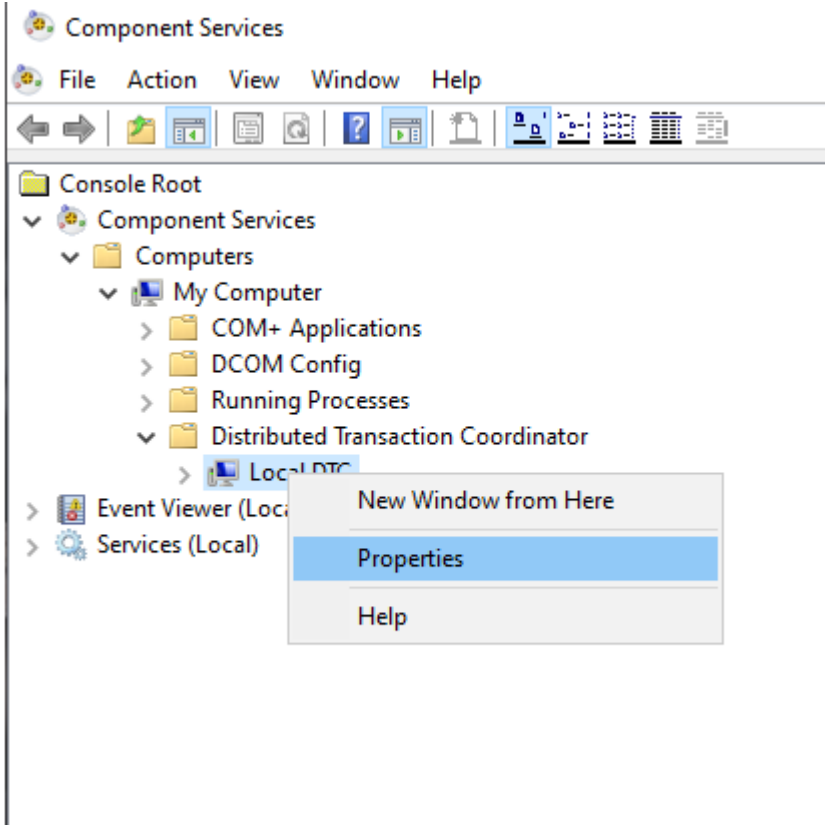 Component Services
File Action View Window Help
Console Root
Component Services
Computers
My Computer
COM+ Applications
DCOM Config
Running Processes
Distributed Transaction Coordinator
Local DTC
Event Viewer (Loca
Services (Local)
New Window from Here
Properties
Help